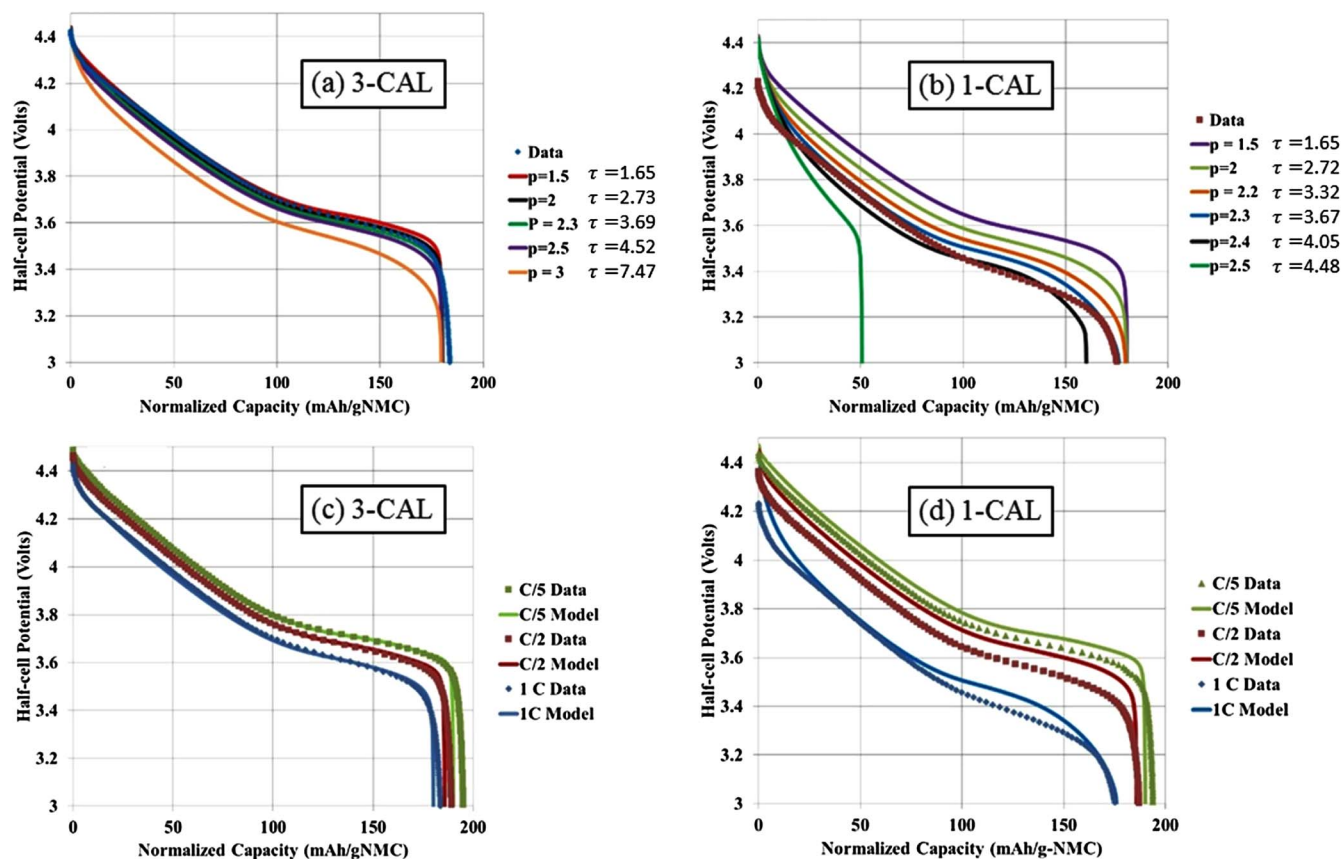 (a) 3-CAL
Half-cell Potential (Volts)
4.4
4.2
4
3.8
3.6
3.4
3.2
3
0
50
100
150
200
Normalized Capacity (mAh/gNMC)
Data
p=1.5 τ =1.65
p=2 τ =2.73
P = 2.3 τ =3.69
p=2.5 τ =4.52
p = 3 τ =7.47
(b) 1-CAL
Half-cell Potential (Volts)
4.4
4.2
4
3.8
3.6
3.4
3.2
3
0
50
100
150
200
Normalized Capacity (mAh/gNMC)
Data
p = 1.5 τ =1.65
p=2 τ =2.72
p = 2.2 τ =3.32
p=2.3 τ =3.67
p=2.4 τ =4.05
p=2.5 τ =4.48
(c) 3-CAL
Half-cell Potential (Volts)
4.4
4.2
4
3.8
3.6
3.4
3.2
3
0
50
100
150
200
Normalized Capacity (mAh/gNMC)
C/5 Data
C/5 Model
C/2 Data
C/2 Model
1 C Data
1C Model
(d) 1-CAL
Half-cell Potential (Volts)
4.4
4.2
4
3.8
3.6
3.4
3.2
3
0
50
100
150
200
Normalized Capacity (mAh/g-NMC)
C/5 Data
C/5 Model
C/2 Data
C/2 Model
1 C Data
1C Model